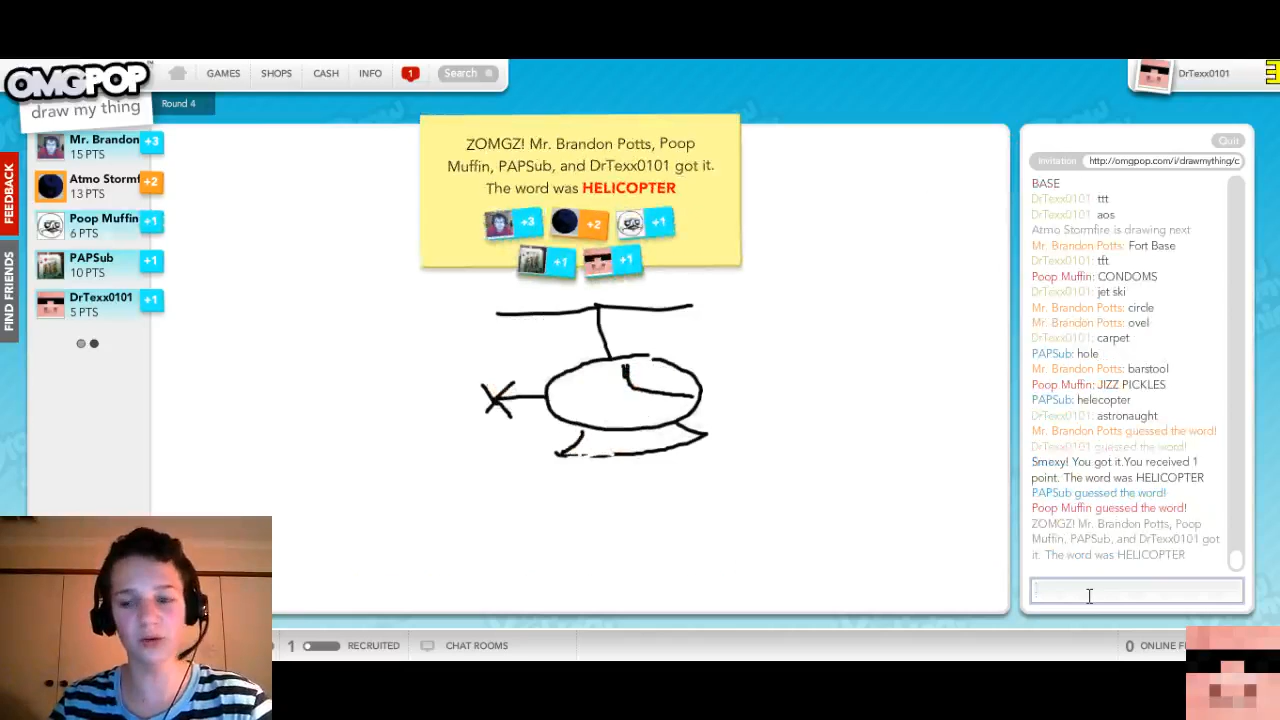 OMGPOP
draw my thing
GAMES
SHOPS
CASH
INFO
1
Search
DrTexx0101
Round 4
FEEDBACK
FIND FRIENDS
Mr. Brandon
15 PTS
+3
Atmo Stormf
13 PTS
+2
Poop Muffin
6 PTS
+1
PAPSub
10 PTS
+1
DrTexx0101
5 PTS
+1
ZOMGZ! Mr. Brandon Potts, Poop
Muffin, PAPSub, and DrTexx0101 got it.
The word was HELICOPTER
+3
+2
+1
+1
+1
Quit
Invitation http://omgpop.com/i/drawmything/c
BASE
DrTexx0101 ttt
DrTexx0101 aos
Atmo Stormfire is drawing next
Mr. Brandon Potts: Fort Base
DrTexx0101: tft
Poop Muffin: CONDOMS
DrTexx0101: jet ski
Mr. Brandon Potts: circle
Mr. Brandon Potts: ovel
DrTexx0101: carpet
PAPSub: hole
Mr. Brandon Potts: barstool
Poop Muffin: JIZZ PICKLES
PAPSub: helecopter
DrTexx0101: astronaught
Mr. Brandon Potts guessed the word!
DrTexx0101 guessed the word!
Smexy! You got it.You received 1
point. The word was HELICOPTER
PAPSub guessed the word!
Poop Muffin guessed the word!
ZOMGZ! Mr. Brandon Potts, Poop
Muffin, PAPSub, and DrTexx0101 got
it. The word was HELICOPTER
1
RECRUITED
CHAT ROOMS
0 ONLINE